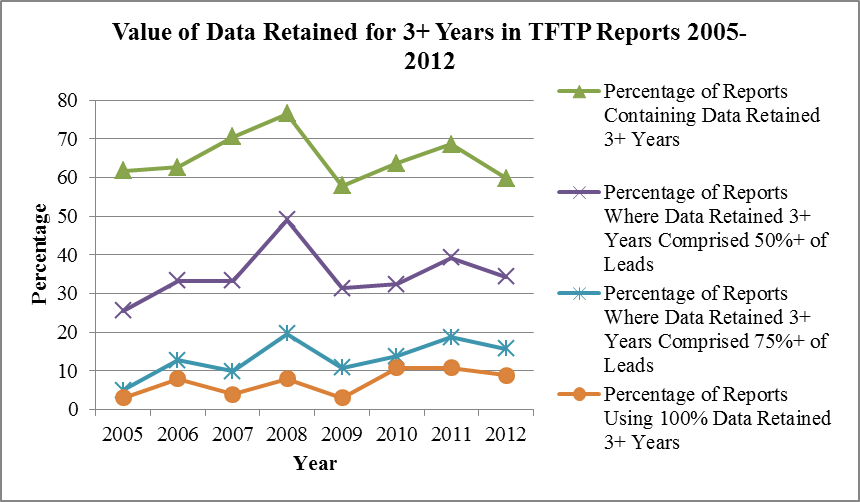 Value of Data Retained for 3+ Years in TFTP Reports 2005-
2012
Percentage
80
70
60
50
40
30
20
10
0
2005 2006 2007 2008 2009 2010 2011 2012
Year
Percentage of Reports
Containing Data Retained
3+ Years
Percentage of Reports
Where Data Retained 3+
Years Comprised 50%+ of
Leads
Percentage of Reports
Where Data Retained 3+
Years Comprised 75%+ of
Leads
Percentage of Reports
Using 100% Data Retained
3+ Years